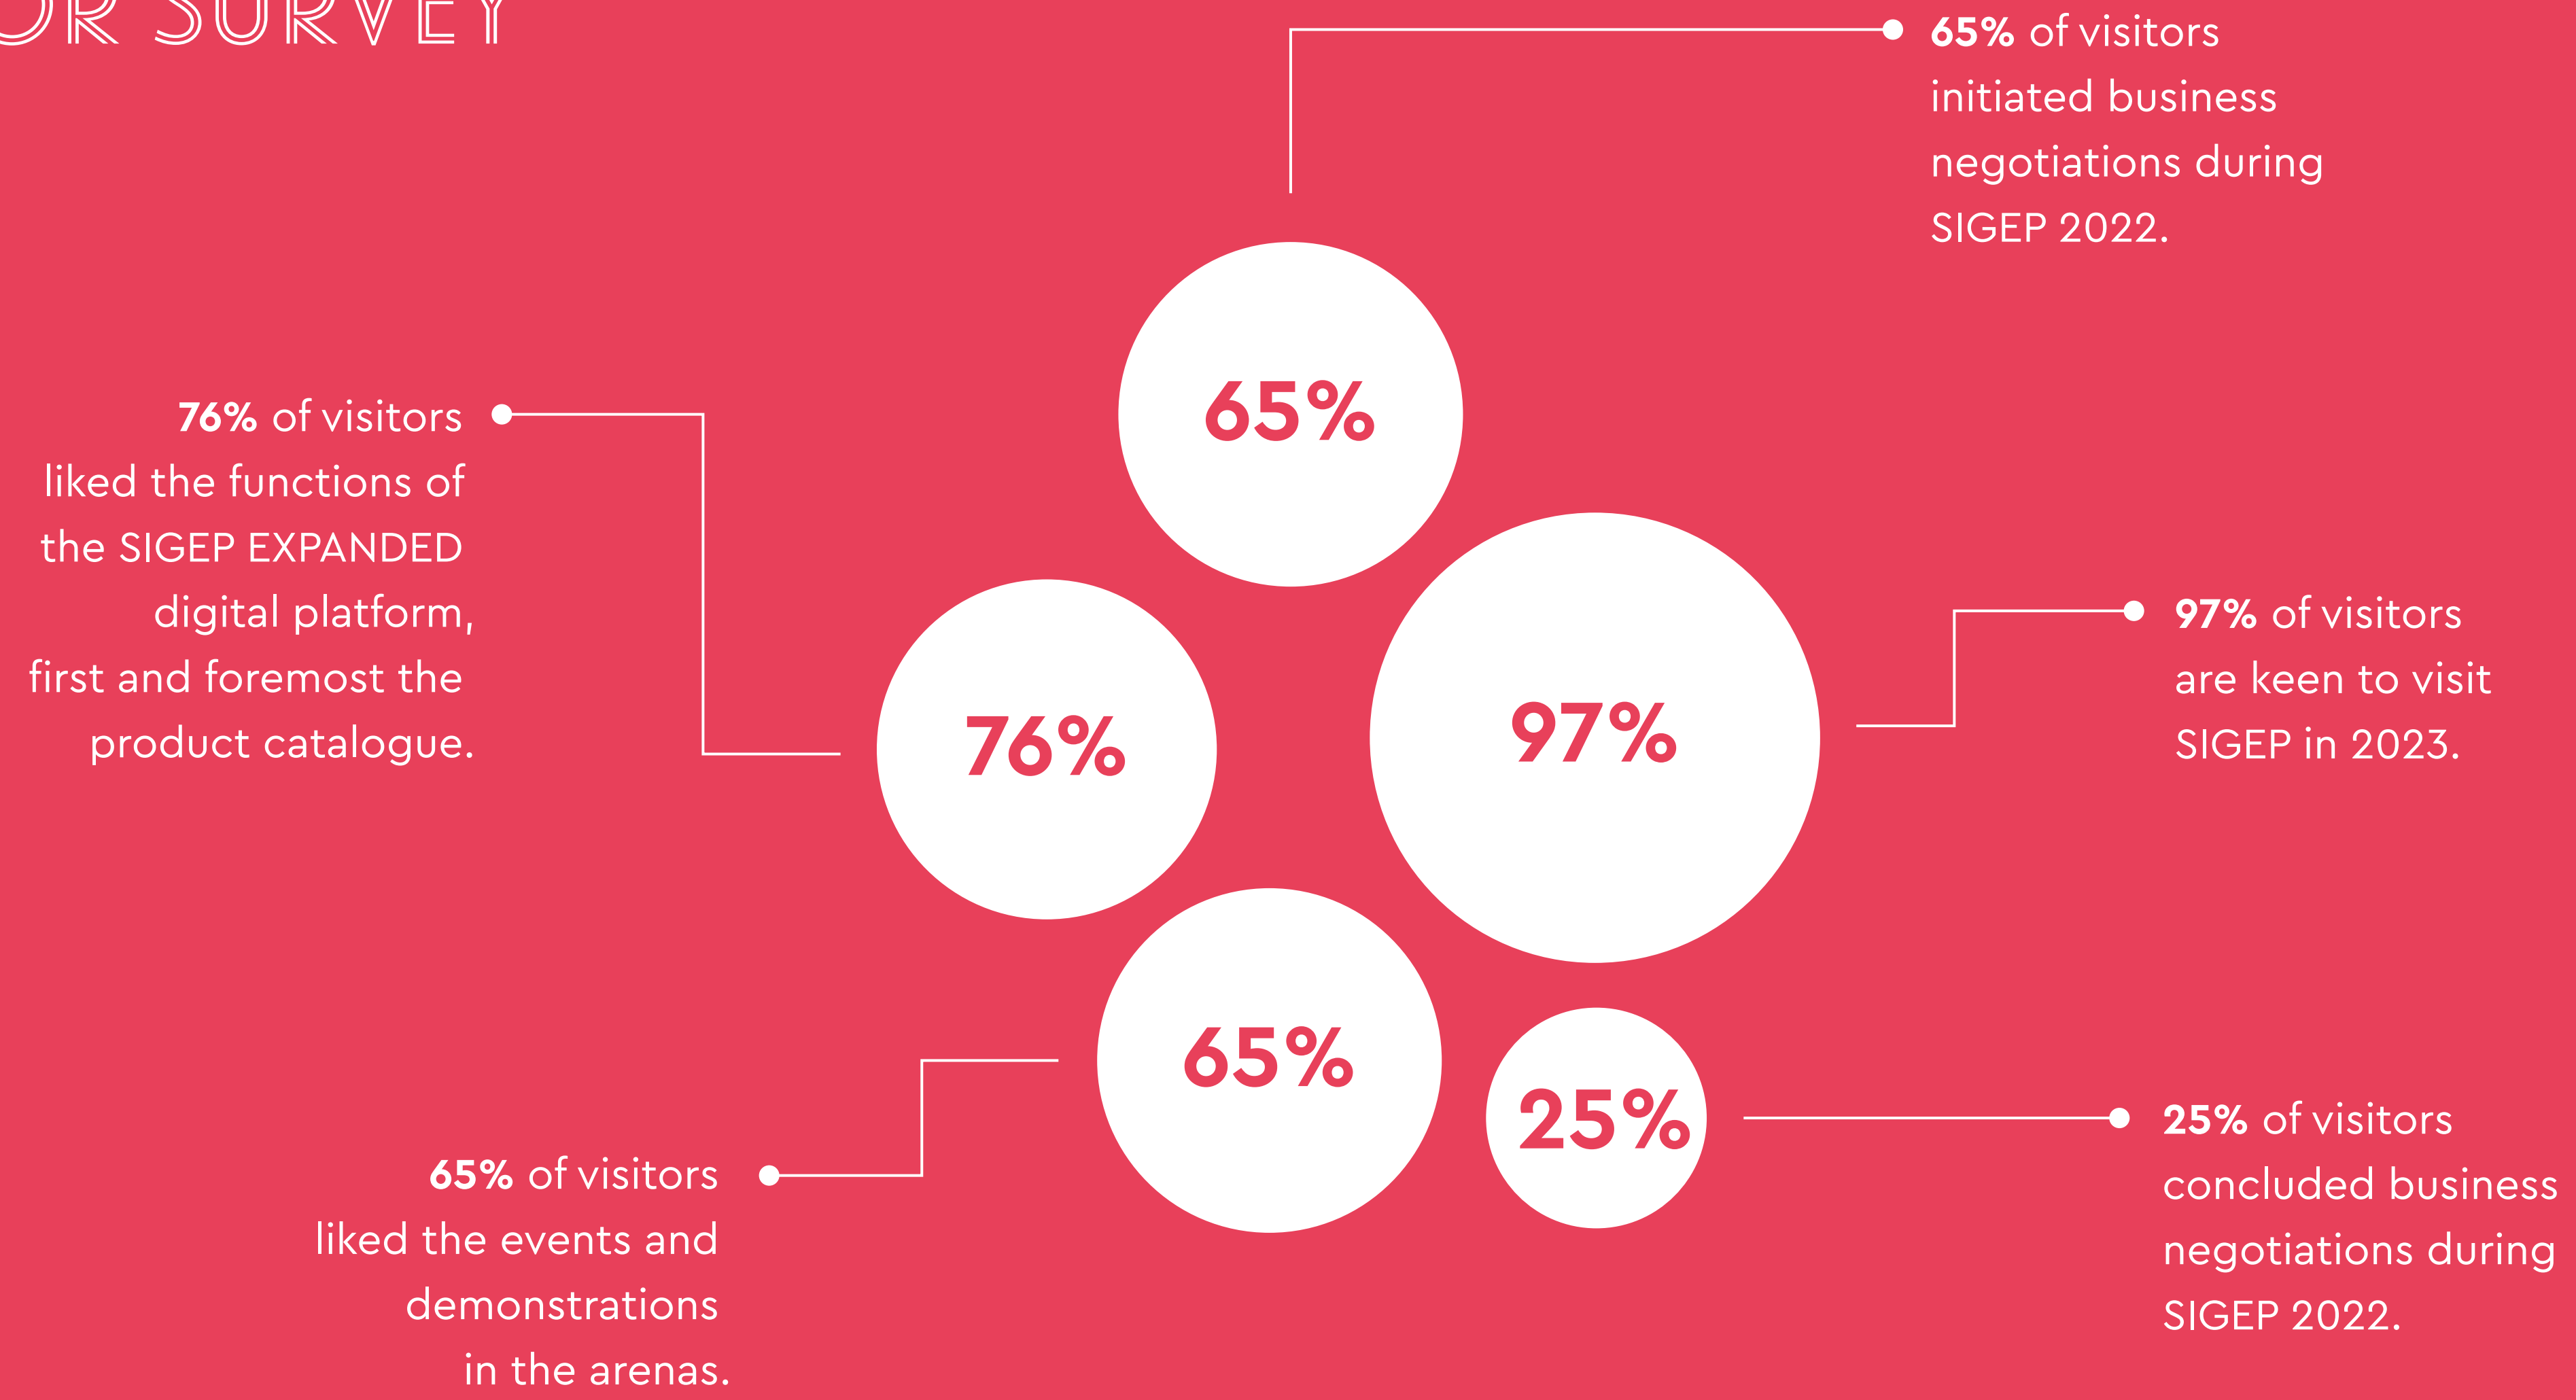 OR SURVEY
65% of visitors
initiated business
negotiations during
SIGEP 2022.
65%
76% of visitors
liked the functions of
the SIGEP EXPANDED
digital platform,
first and foremost the
product catalogue.
76%
97%
97% of visitors
are keen to visit
SIGEP in 2023.
65%
65% of visitors
liked the events and
demonstrations
in the arenas.
25%
25% of visitors
concluded business
negotiations during
SIGEP 2022.